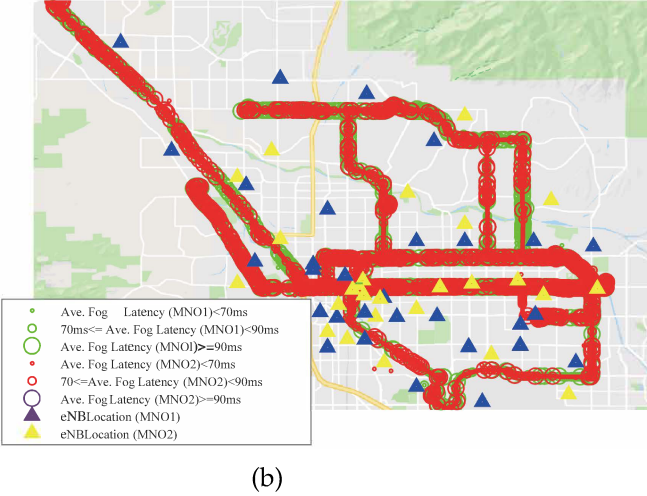 Ave. Fog Latency (MNO1)<70ms
70ms<= Ave. Fog Latency (MNO1)<90ms
Ave. Fog Latency (MNOl)>=90ms
Ave. Fog Latency (MNO2)<70ms
70<=Ave. Fog Latency (MNO2)<90ms
Ave. Fog Latency (MNO2)>=90ms
eNBLocation (MNO1)
eNBLocation (MNO2)
(b)